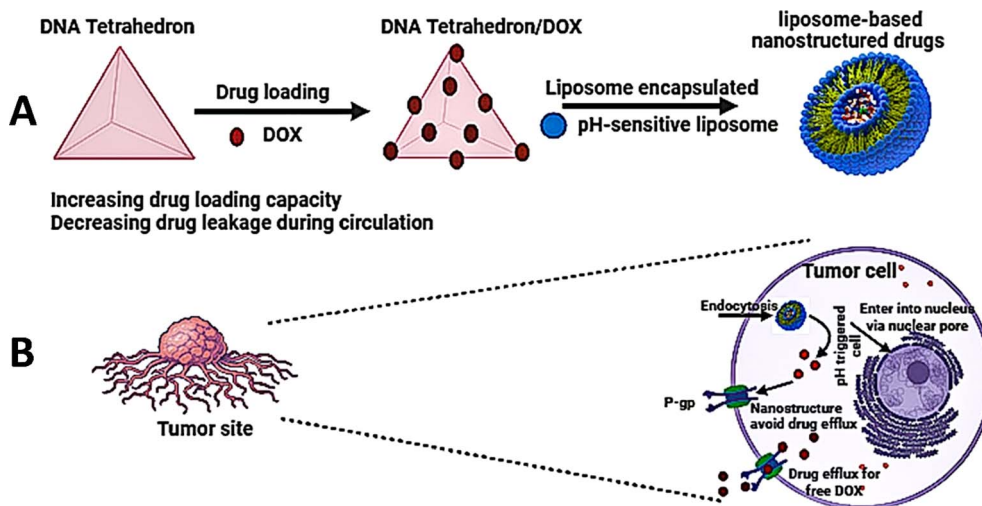 DNA Tetrahedron
DNA Tetrahedron/DOX
liposome-based
nanostructured drugs
A
Drug loading
DOX
Liposome encapsulated
pH-sensitive liposome
Increasing drug loading capacity
Decreasing drug leakage during circulation
B
Tumor site
Tumor cell
Endocytosis
pH triggered
cell
Enter into nucleus
via nuclear pore
P-gp
Nanostructure
avoid drug efflux
Drug efflux for
free DOX